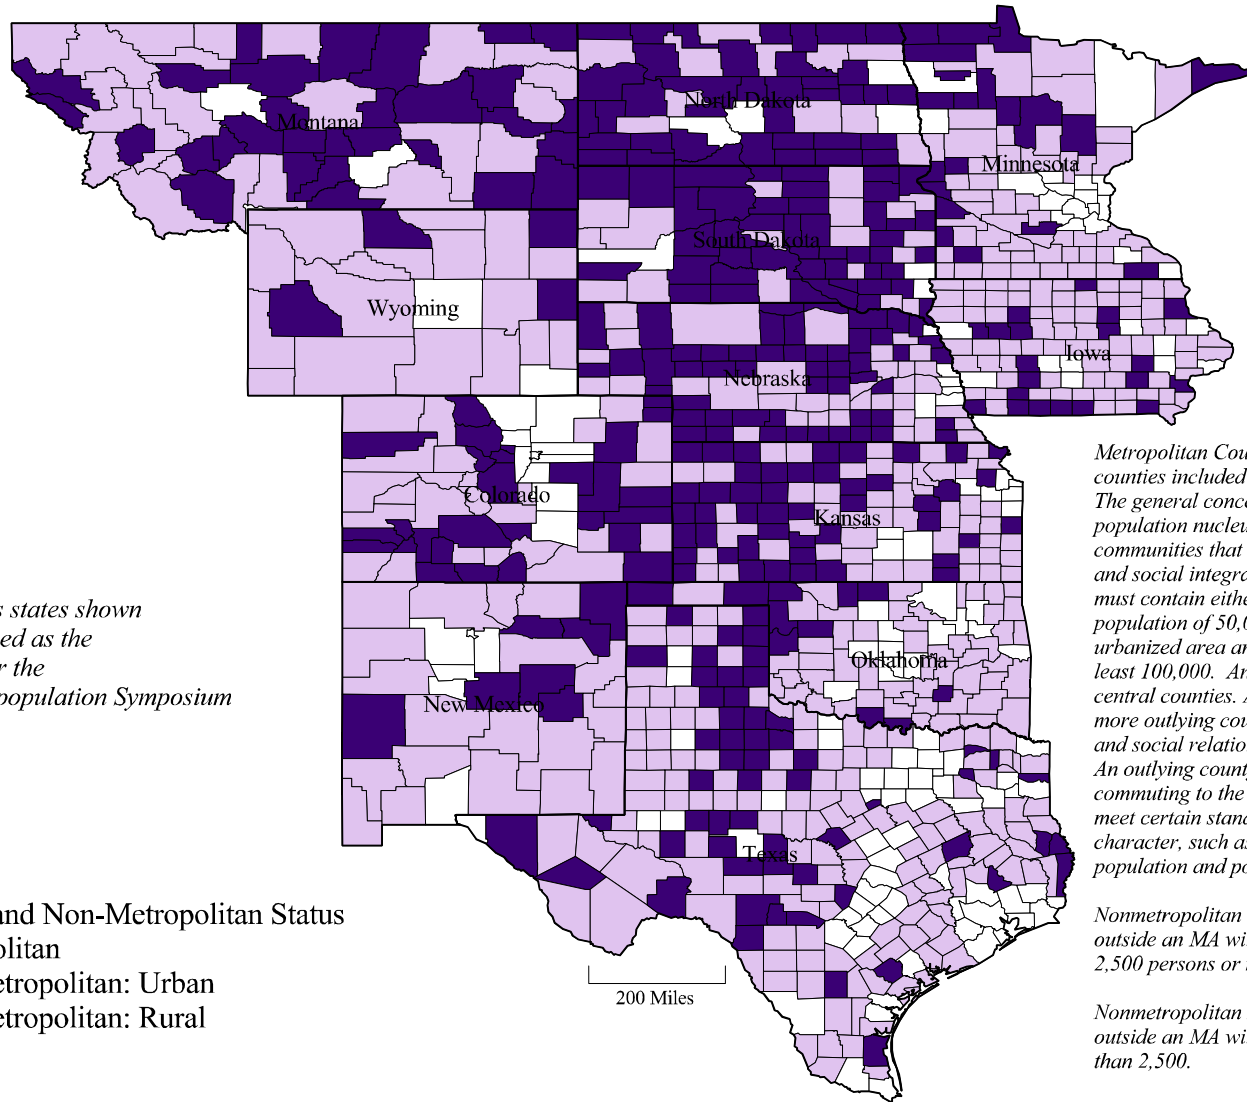 Montana
North Dakota
Minnesota
South Dakota
Wyoming
Iowa
Nebraska
Colorado
Kansas
Oklahoma
New Mexico
Texas
200 Miles
states shown
ed as the
r the
population Symposium
and Non-Metropolitan Status
olitan
etropolitan: Urban
etropolitan: Rural
Metropolitan Cou
counties included
The general conce
population nucleu
communities that
and social integra
must contain eithe
population of 50,0
urbanized area an
least 100,000. An
central counties. A
more outlying cou
and social relatio
An outlying county
commuting to the
meet certain stand
character, such as
population and po
Nonmetropolitan
outside an MA wi
2,500 persons or
Nonmetropolitan
outside an MA wi
than 2,500.